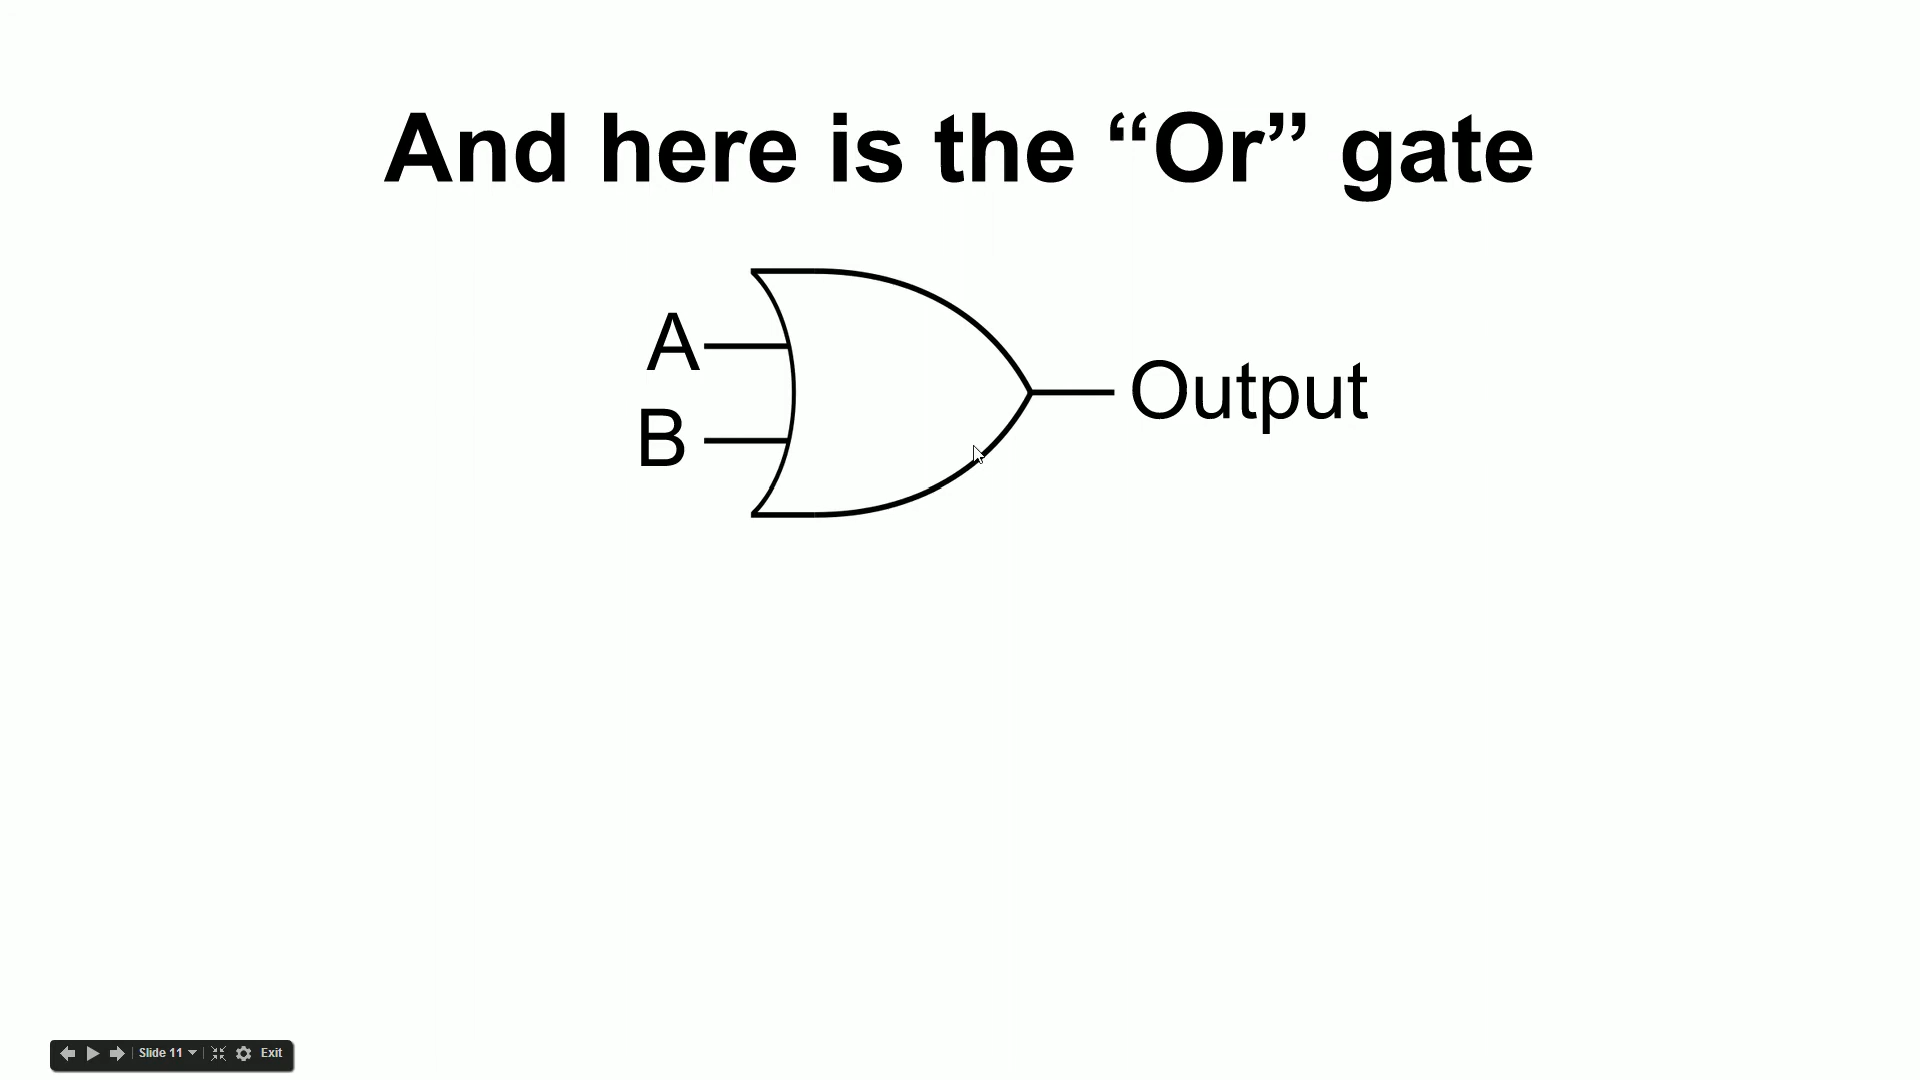 And here is the “Or” gate
A
B
Output
Slide 11
Exit